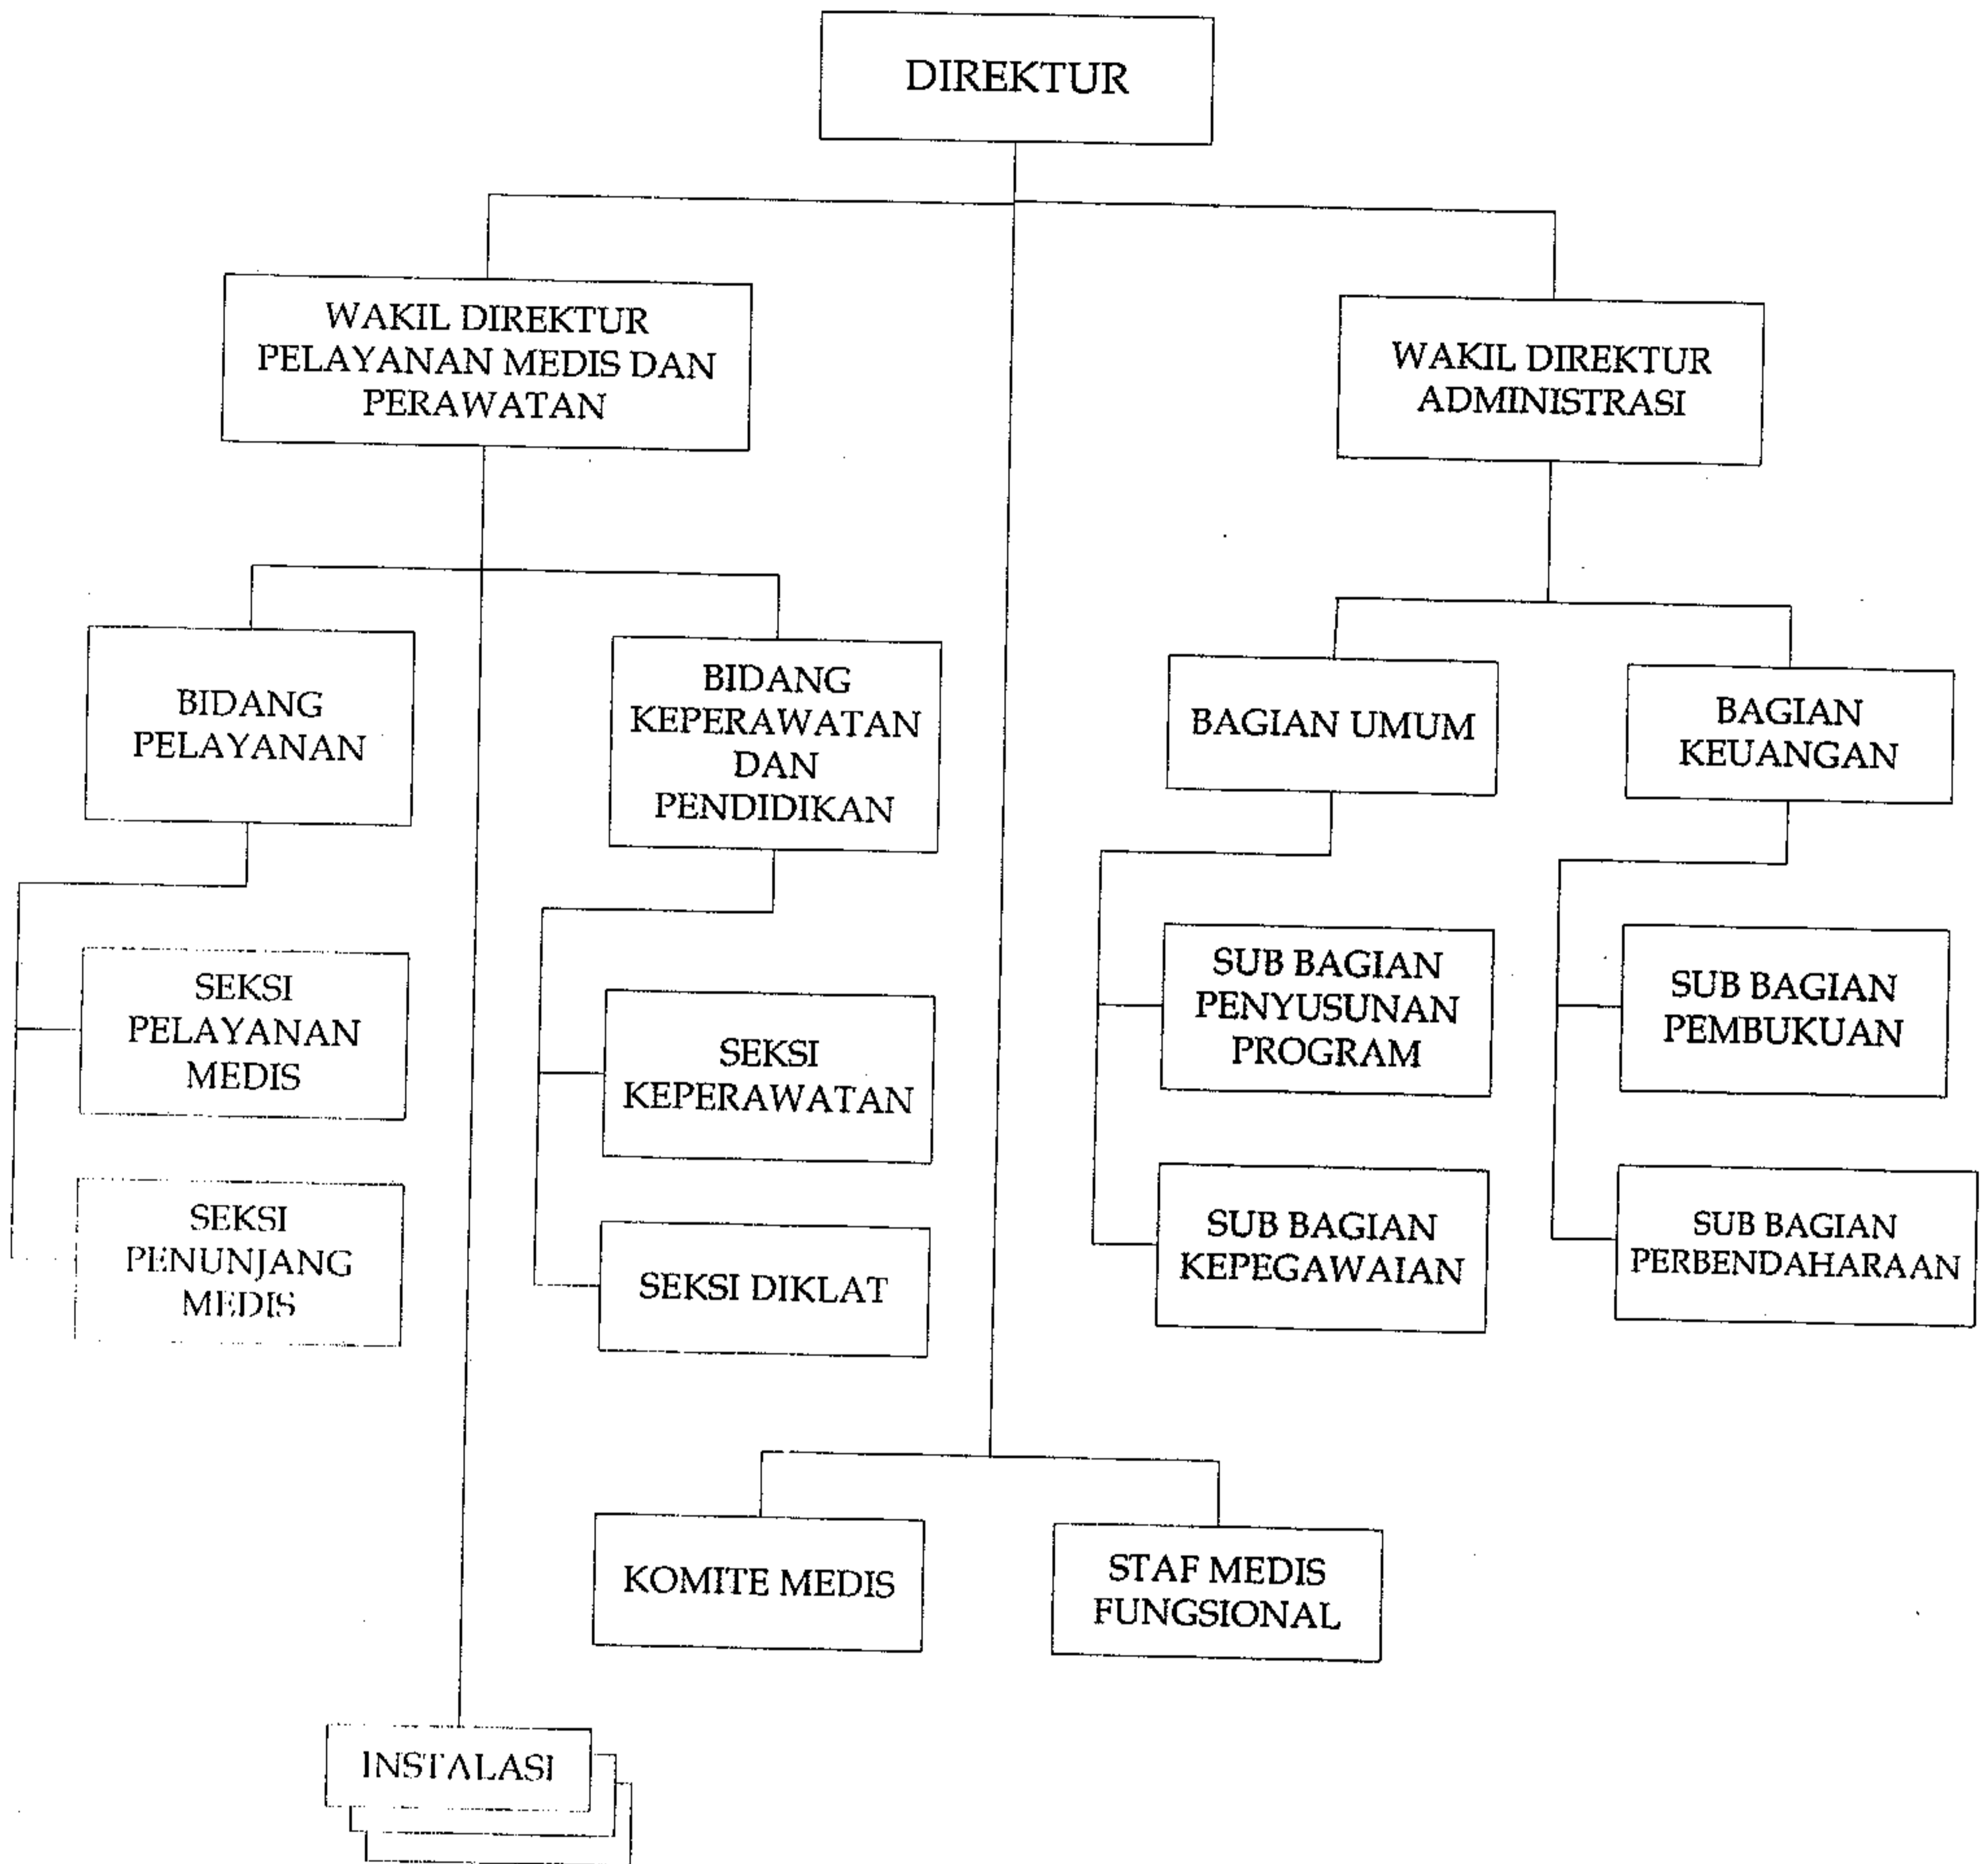 DIREKTUR
WAKIL DIREKTUR
PELAYANAN MEDIS DAN
PERAWATAN
WAKIL DIREKTUR
ADMINISTRASI
BIDANG
PELAYANAN
BIDANG
KEPERAWATAN
DAN
PENDIDIKAN
BAGIAN UMUM
BAGIAN
KEUANGAN
SEKSI
PELAYANAN
MEDIS
SEKSI
KEPERAWATAN
SUB BAGIAN
PENYUSUNAN
PROGRAM
SUB BAGIAN
PEMBUKUAN
SEKSI
PENUNJANG
MEDIS
SEKSI DIKLAT
SUB BAGIAN
KEPEGAWAIAN
SUB BAGIAN
PERBENDAHARAAN
KOMITE MEDIS
STAF MEDIS
FUNGSIONAL
INSTALASI